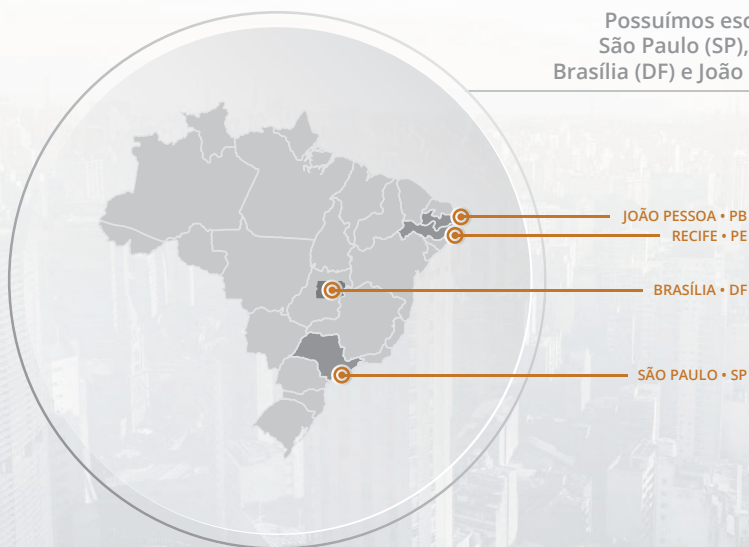 Possuímos esc
São Paulo (SP),
Brasília (DF) e João
JOÃO PESSOA • PB
RECIFE • PE
BRASÍLIA • DF
SÃO PAULO • SP